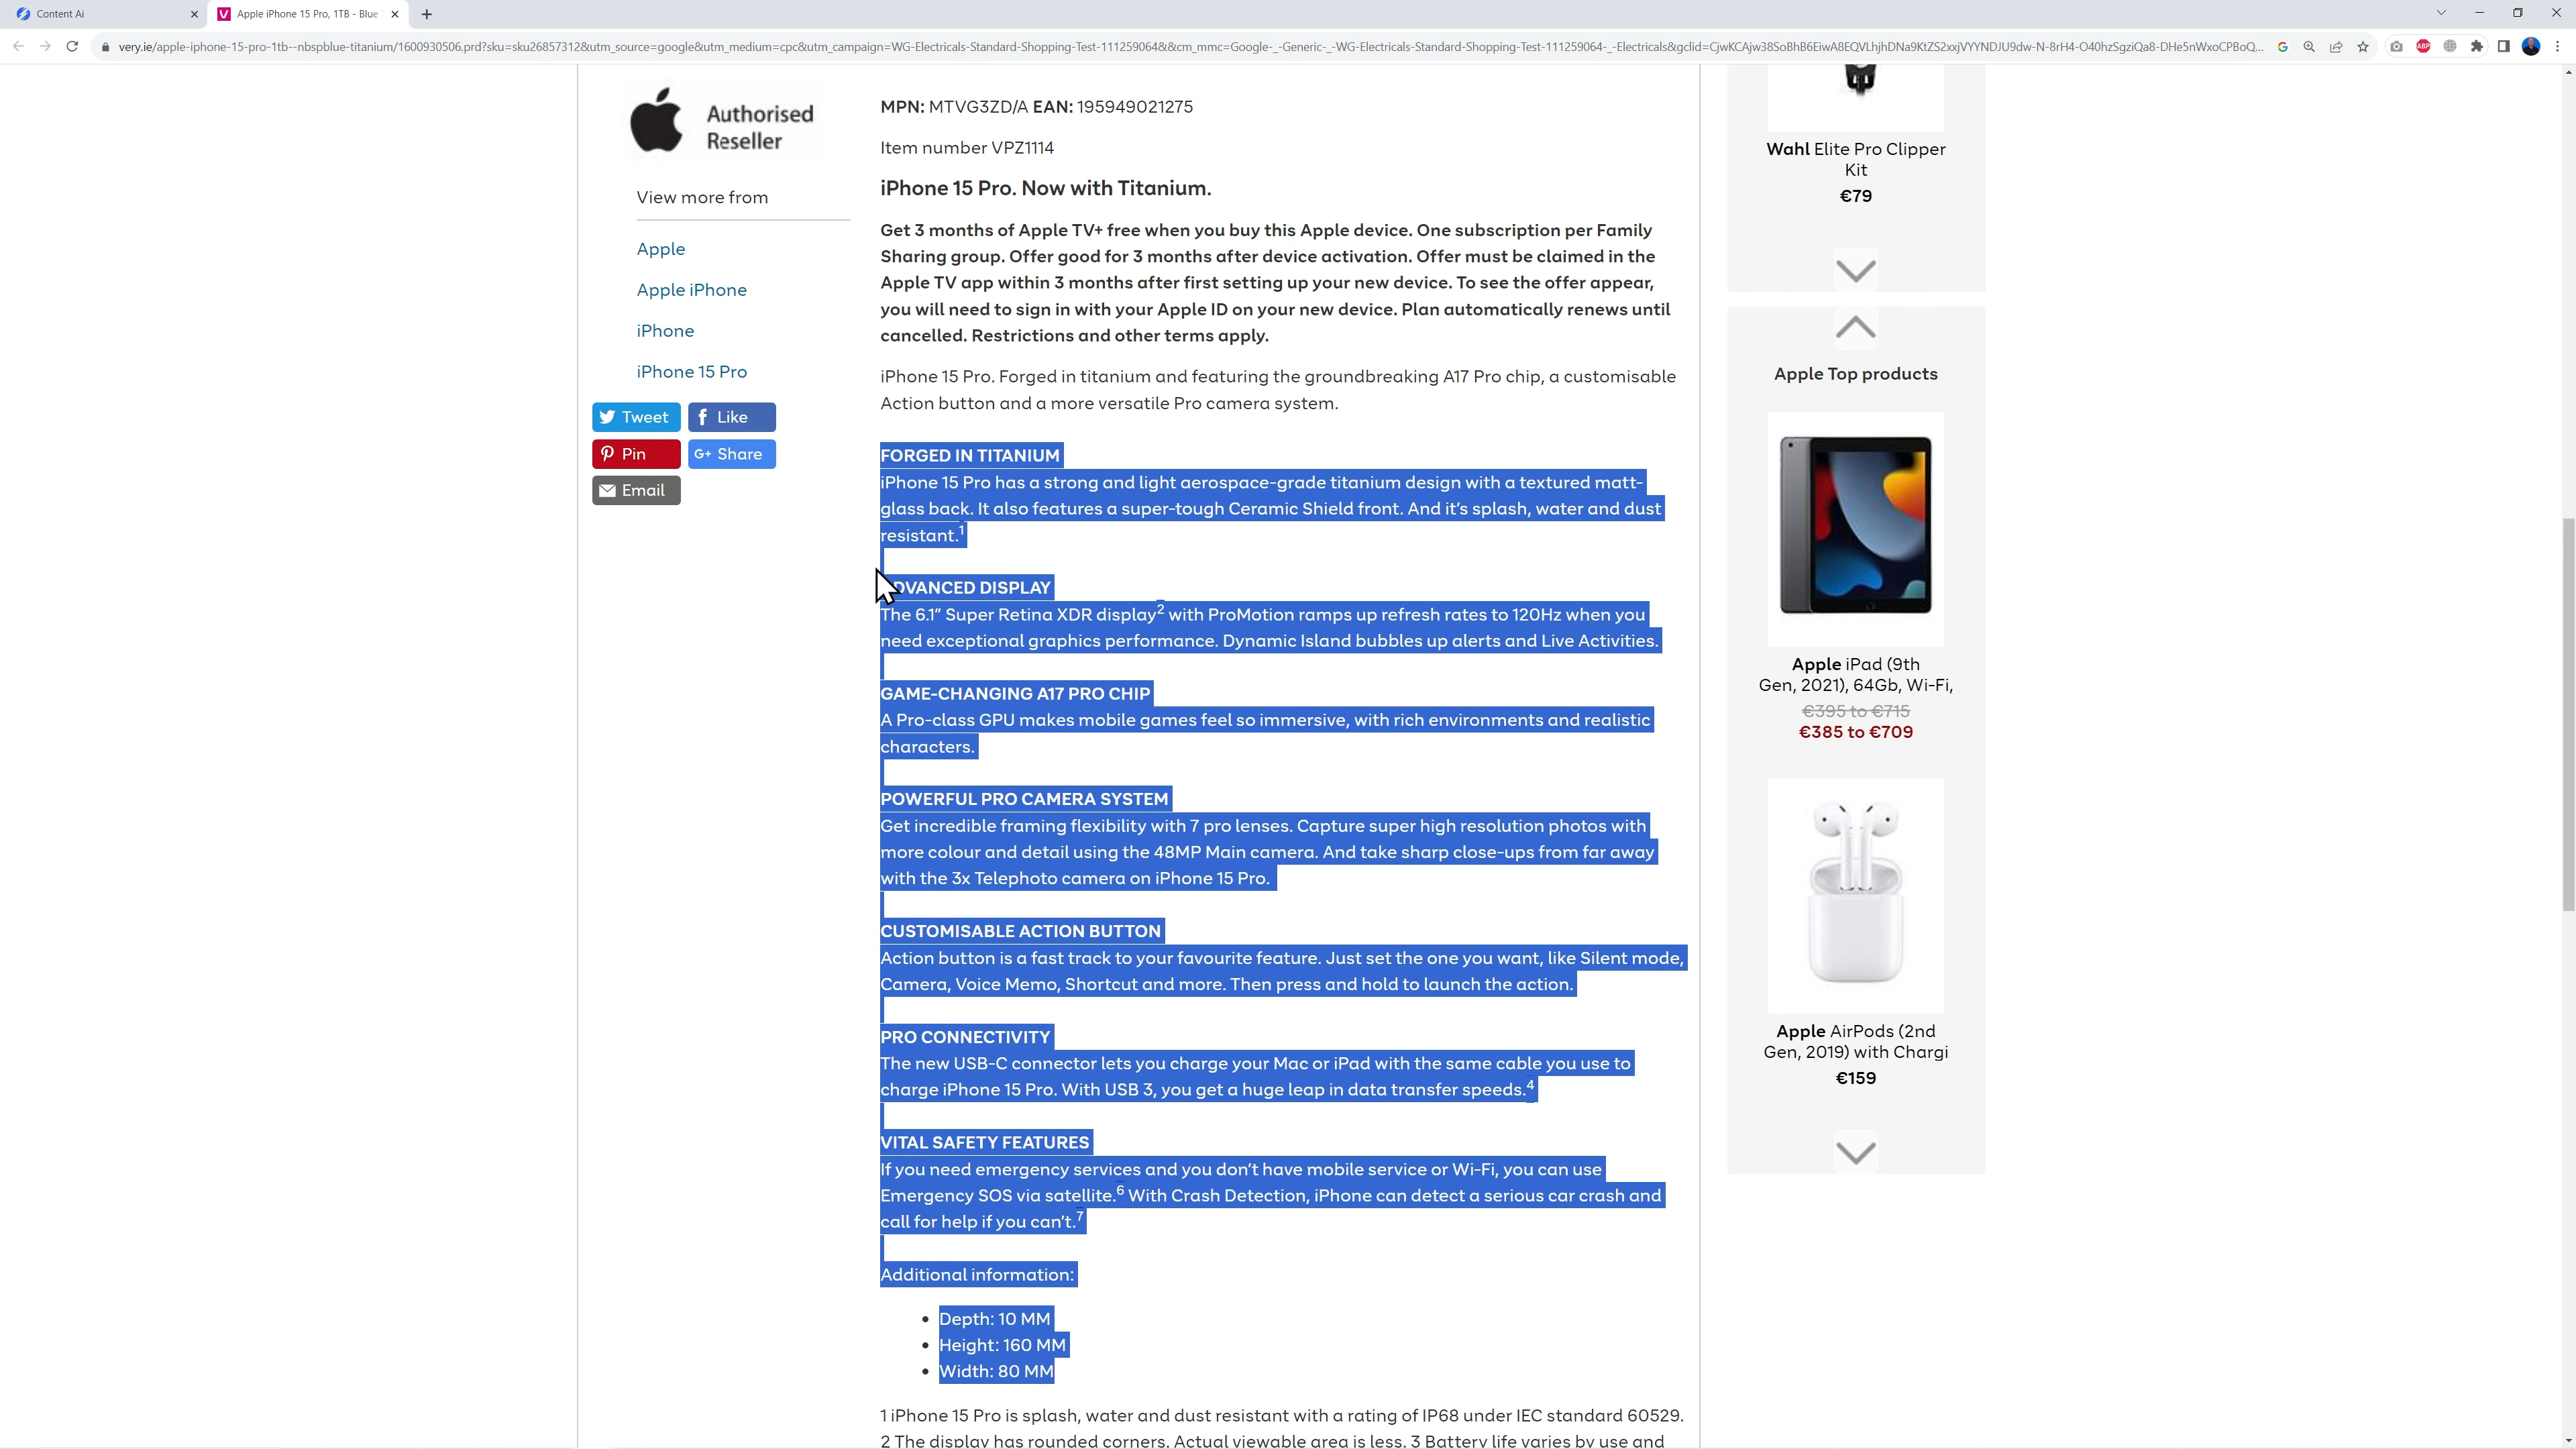 Content Ai
Apple iPhone 15 Pro, 1TB - Blue
very.ie/apple-iphone-15-pro-1tb--nbspblue-titanium/1600930506.prd?sku=sku26857312&utm_source=google&utm_medium=cpc&utm_campaign=WG-Electricals-Standard-Shopping-Test-111259064&&cm_mmc=Google-_-Generic-_-WG-Electricals-Standard-Shopping-Test-111259064-_-Electricals&gclid=
ABP
Authorised
Reseller
View more from
Apple
Apple iPhone
iPhone
iPhone 15 Pro
Tweet
Like
Pin
G+ Share
Email
MPN: MTVG3ZD/A EAN: 195949021275
Item number VPZ1114
iPhone 15 Pro. Now with Titanium.
Get 3 months of Apple TV+ free when you buy this Apple device. One subscription per Family
Sharing group. Offer good for 3 months after device activation. Offer must be claimed in the
Apple TV app within 3 months after first setting up your new device. To see the offer appear,
you will need to sign in with your Apple ID on your new device. Plan automatically renews until
cancelled. Restrictions and other terms apply.
iPhone 15 Pro. Forged in titanium and featuring the groundbreaking A17 Pro chip, a customisable
Action button and a more versatile Pro camera system.
FORGED IN TITANIUM
iPhone 15 Pro has a strong and light aerospace-grade titanium design with a textured matt-
glass back. It also features a super-tough Ceramic Shield front. And it's splash, water and dust
resistant.1
ADVANCED DISPLAY
The 6.1" Super Retina XDR display2 with ProMotion ramps up refresh rates to 120Hz when you
need exceptional graphics performance. Dynamic Island bubbles up alerts and Live Activities.
GAME-CHANGING A17 PRO CHIP
A Pro-class GPU makes mobile games feel so immersive, with rich environments and realistic
characters.
POWERFUL PRO CAMERA SYSTEM
Get incredible framing flexibility with 7 pro lenses. Capture super high resolution photos with
more colour and detail using the 48MP Main camera. And take sharp close-ups from far away
with the 3x Telephoto camera on iPhone 15 Pro.
CUSTOMISABLE ACTION BUTTON
Action button is a fast track to your favourite feature. Just set the one you want, like Silent mode,
Camera, Voice Memo, Shortcut and more. Then press and hold to launch the action.
PRO CONNECTIVITY
The new USB-C connector lets you charge your Mac or iPad with the same cable you use to
charge iPhone 15 Pro. With USB 3, you get a huge leap in data transfer speeds.4
VITAL SAFETY FEATURES
If you need emergency services and you don't have mobile service or Wi-Fi, you can use
Emergency SOS via satellite.6 With Crash Detection, iPhone can detect a serious car crash and
call for help if you can't.7
Additional information:
Depth: 10 MM
Height: 160 MM
Width: 80 MM
1 iPhone 15 Pro is splash, water and dust resistant with a rating of IP68 under IEC standard 60529.
2 The display has rounded corners. Actual viewable area is less. 3 Battery life varies by use and
Wahl Elite Pro Clipper
Kit
€79
Apple Top products
Apple iPad (9th
Gen, 2021), 64Gb, Wi-Fi,
€395 to €715
€385 to €709
Apple AirPods (2nd
Gen, 2019) with Chargi
€159